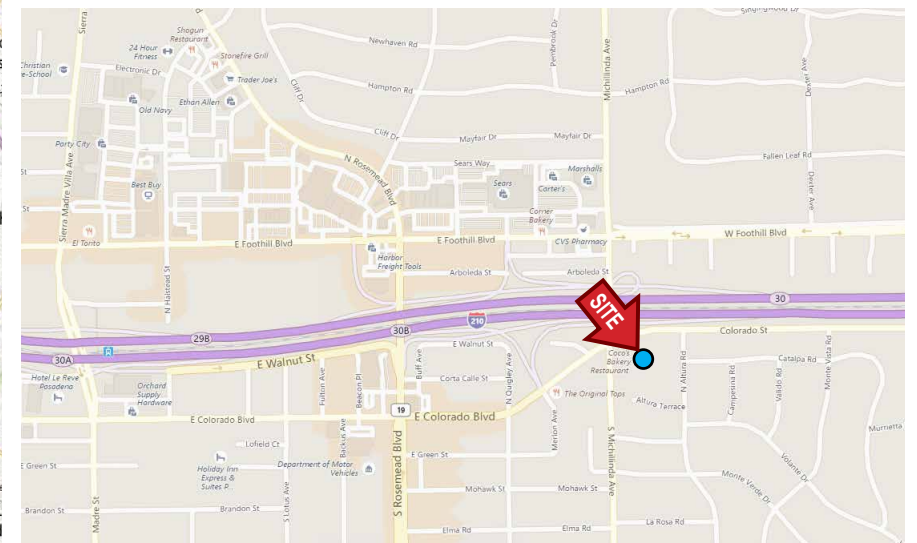 Shogun
Restaurant
24 Hour
Fitness
Storefire Grill
Electronic Dr
Christian
e-School
Trader Joe's
Ethan Allen
Old Navy
Party City
Best Buy
El Torito
Sierra
Sierra Madre Villa Ave
N Halstead St
E Foothill Blvd
Cliff Dr
Cliff Dr
N Rosemead Blvd
Newhaven Rd
Hampton Rd
Pembrook Dr
Michillinda Ave
Mayfair Dr
Mayfair Dr
Sears Way
Sears
Marshalls
Carter's
Corner
Bakery
CVS Pharmacy
E Foothill Blvd
Harbor
Freight Tools
Arboleda St
Arboleda St
Hampton Rd
Dexter Ave
Fallen Leaf Rd
Dexter Ave
W Foothill Blvd
SITE
30
210
29B
30B
30A
Colorado St
E Walnut St
E Walnut St
Coco's
Bakery
Restaurant
Catalpa Rd
Hotel Le Reve
Pasadena
Orchard
Supply
Hardware
Fulton Ave
Beacon Pl
Buff Ave
Corta Calle St
N Quigley Ave
The Original Tops
N Altura Rd
Altura Terrace
Campesina Rd
Valido Rd
Monte Vista Rd
Murietta
E Colorado Blvd
19
E Colorado Blvd
Lofield Ct
Backus Ave
Merion Ave
E Green St
E Green St
Holiday Inn
Express &
Suites P...
Department of Motor
Vehicles
S Rosemead Blvd
S Michillinda Ave
Mohawk St
Mohawk St
Monte Verde Dr
Volante Dr
Brandon St
Brandon St
Madre St
S Lotus Ave
Elma Rd
Elma Rd
La Rosa Rd